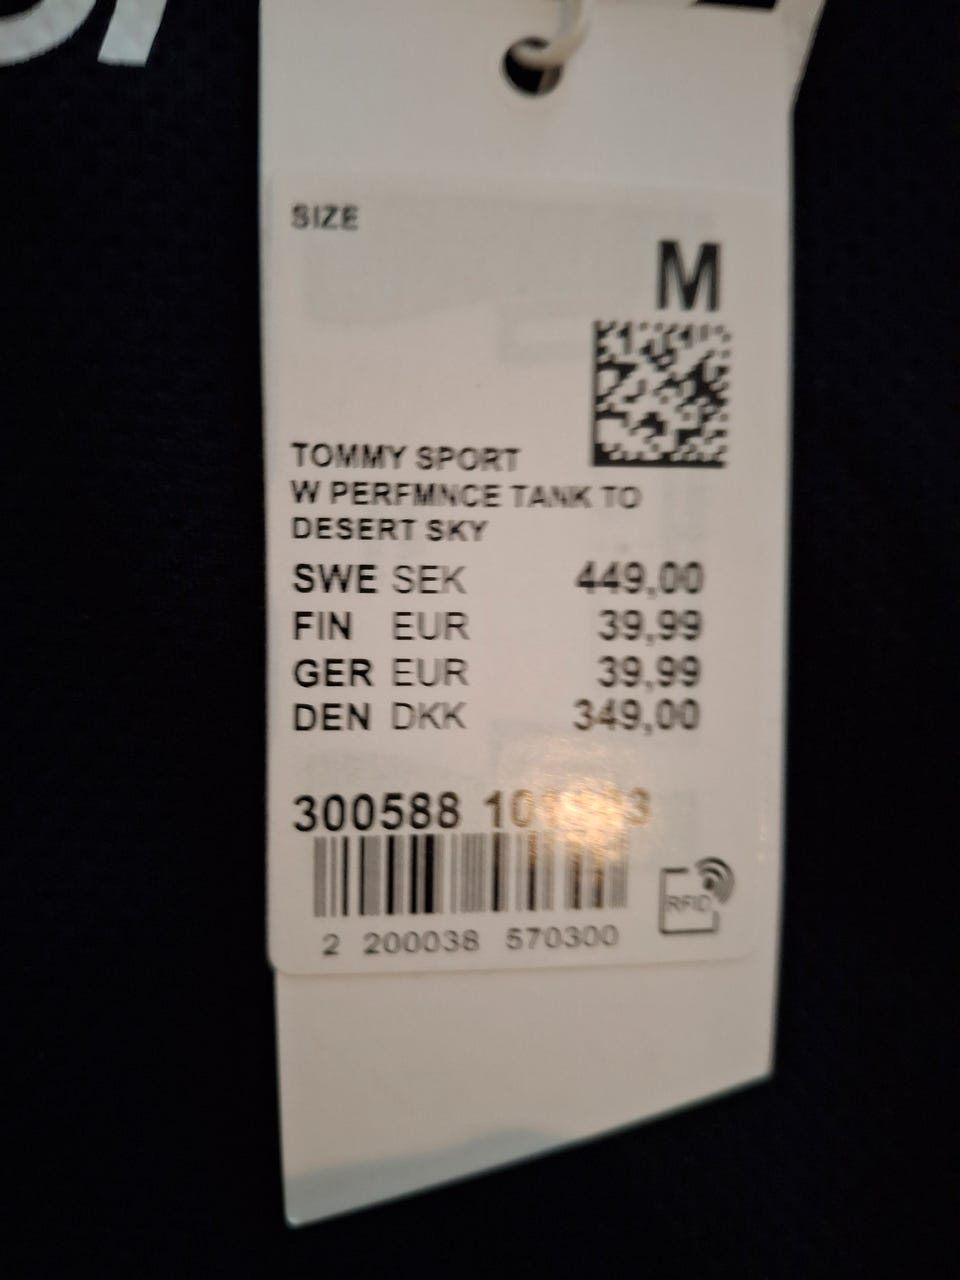 SIZE
M
TOMMY SPORT
W PERFMNCE TANK TO
DESERT SKY
SWE SEK 449,00
FIN EUR 39,99
GER EUR 39,99
DEN DKK 349,00
300588
RFID
2 200038 570300